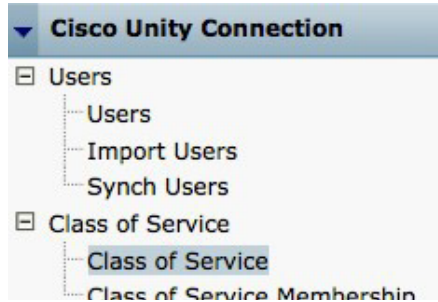 Cisco Unity Connection
Users
Users
Import Users
Synch Users
Class of Service
Class of Service
Class of Service Membership